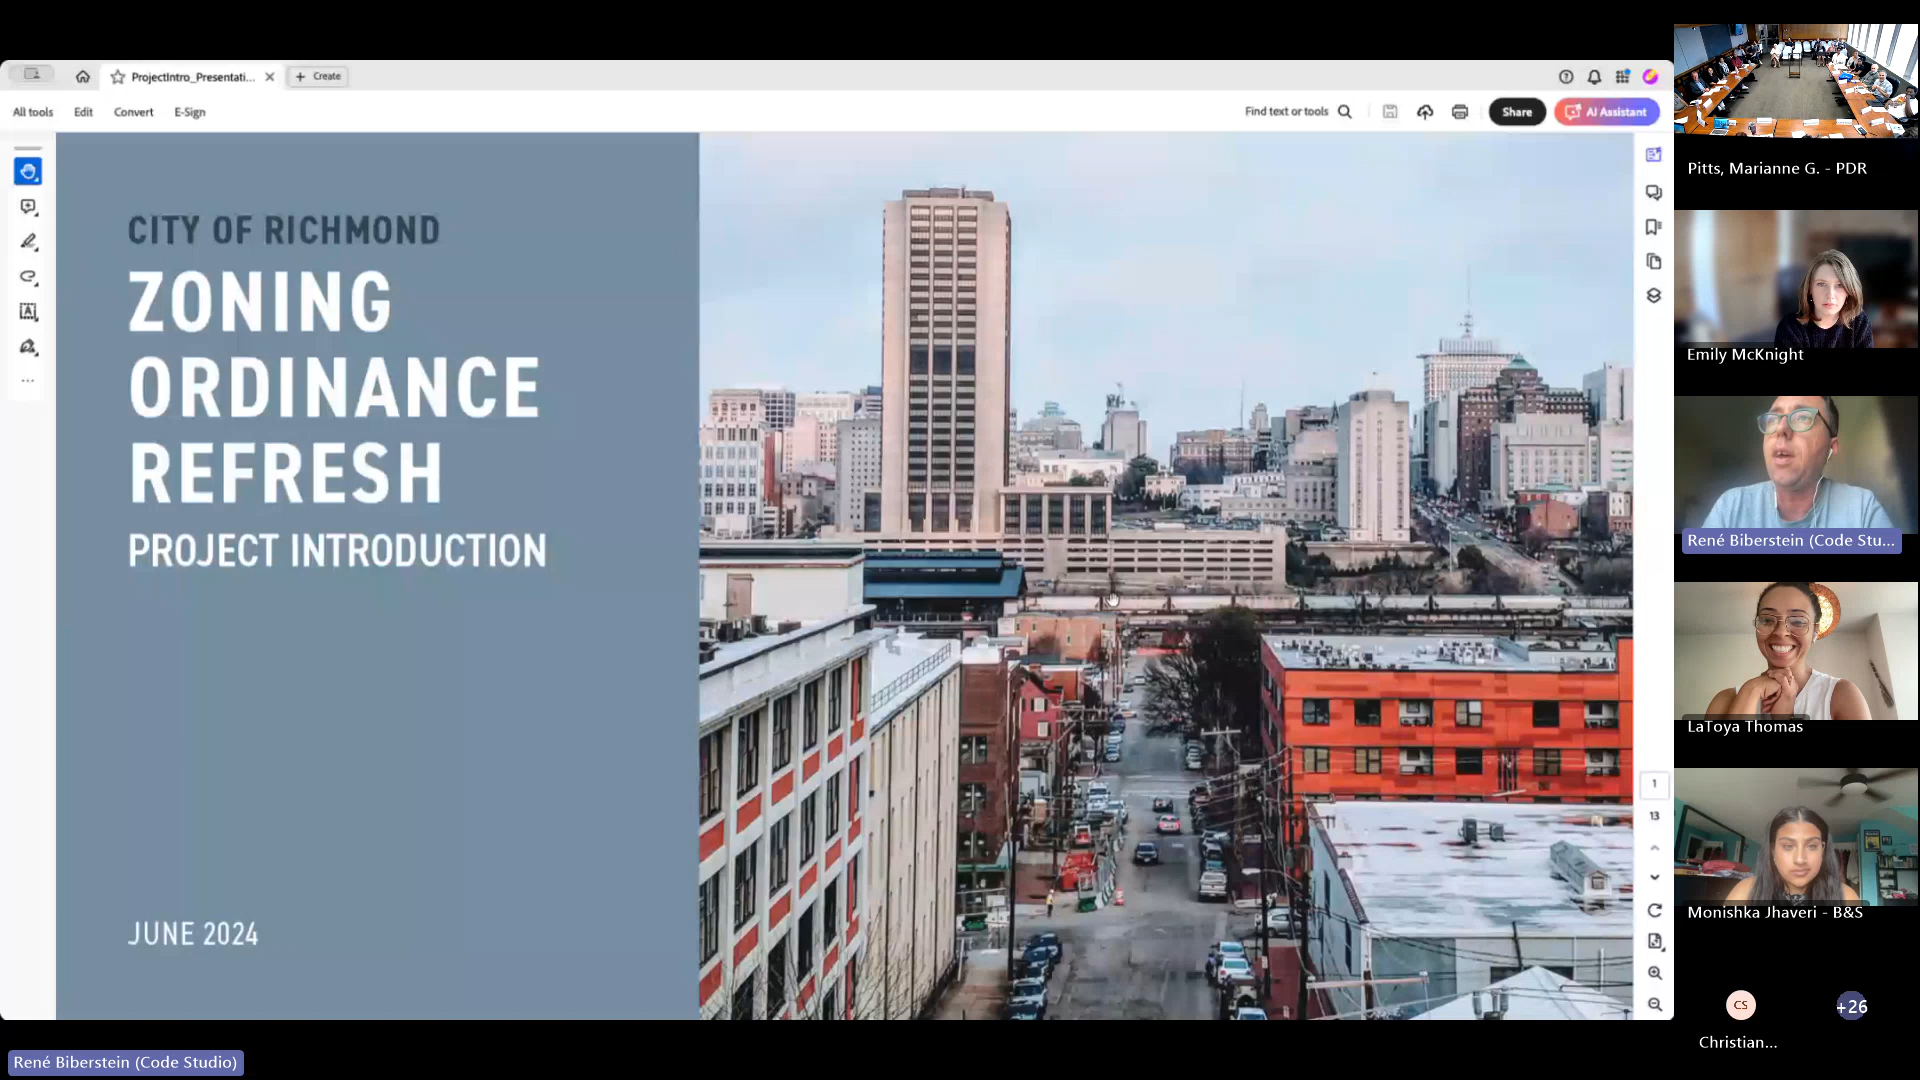 ProjectIntro_Presentati...
Create
All tools
Edit
Convert
E-Sign
Find text or tools
Share
AI Assistant
CITY OF RICHMOND
ZONING
ORDINANCE
REFRESH
PROJECT INTRODUCTION
JUNE 2024
1
13
Pitts, Marianne G. - PDR
Emily McKnight
René Biberstein (Code Stu...
LaToya Thomas
Monishka Jhaveri - B&S
CS
+26
Christian...
René Biberstein (Code Studio)